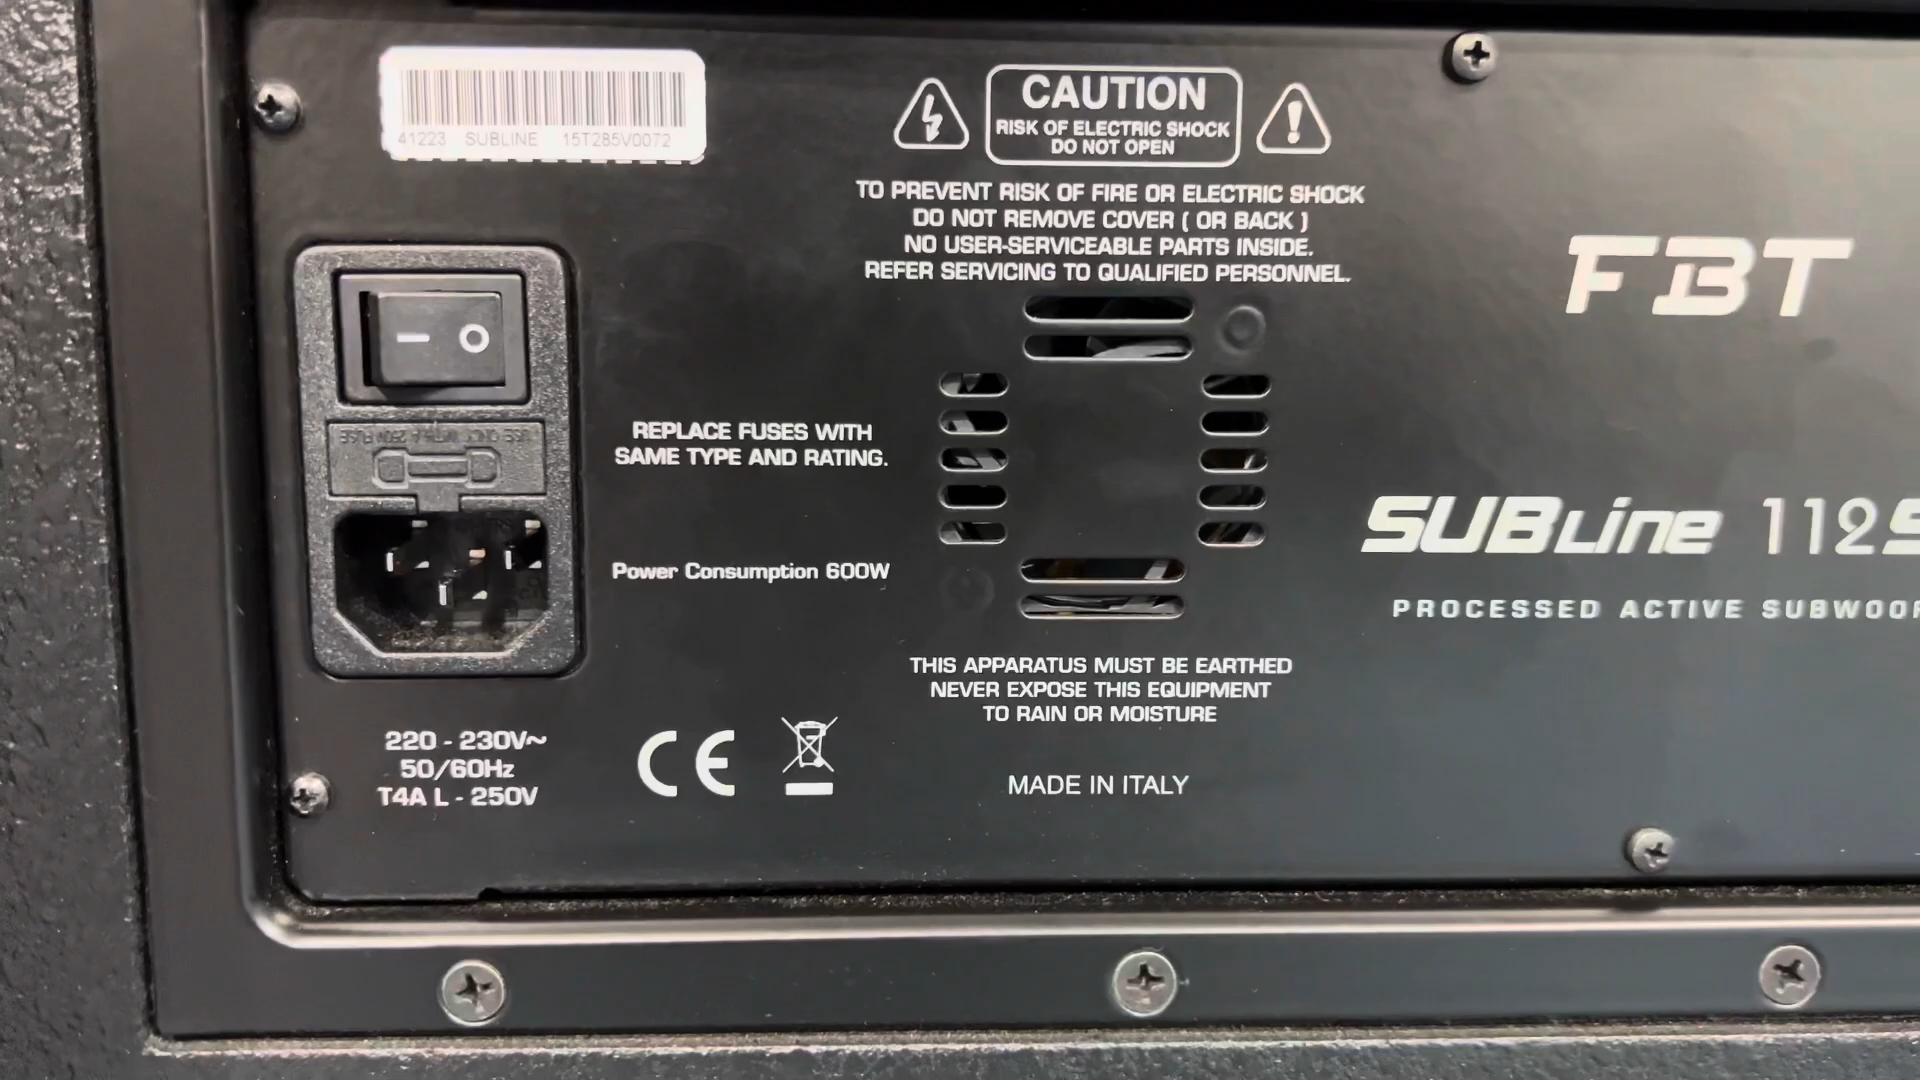 41223 SUBLINE 15T285V0072
CAUTION
RISK OF ELECTRIC SHOCK
DO NOT OPEN
TO PREVENT RISK OF FIRE OR ELECTRIC SHOCK
DO NOT REMOVE COVER ( OR BACK )
NO USER-SERVICEABLE PARTS INSIDE.
REFER SERVICING TO QUALIFIED PERSONNEL.
FBT
REPLACE FUSES WITH
SAME TYPE AND RATING.
SUBLine 112S
PROCESSED ACTIVE SUBWOOF
Power Consumption 600W
THIS APPARATUS MUST BE EARTHED
NEVER EXPOSE THIS EQUIPMENT
TO RAIN OR MOISTURE
220 - 230V~
50/60Hz
T4A L - 250V
CE
MADE IN ITALY